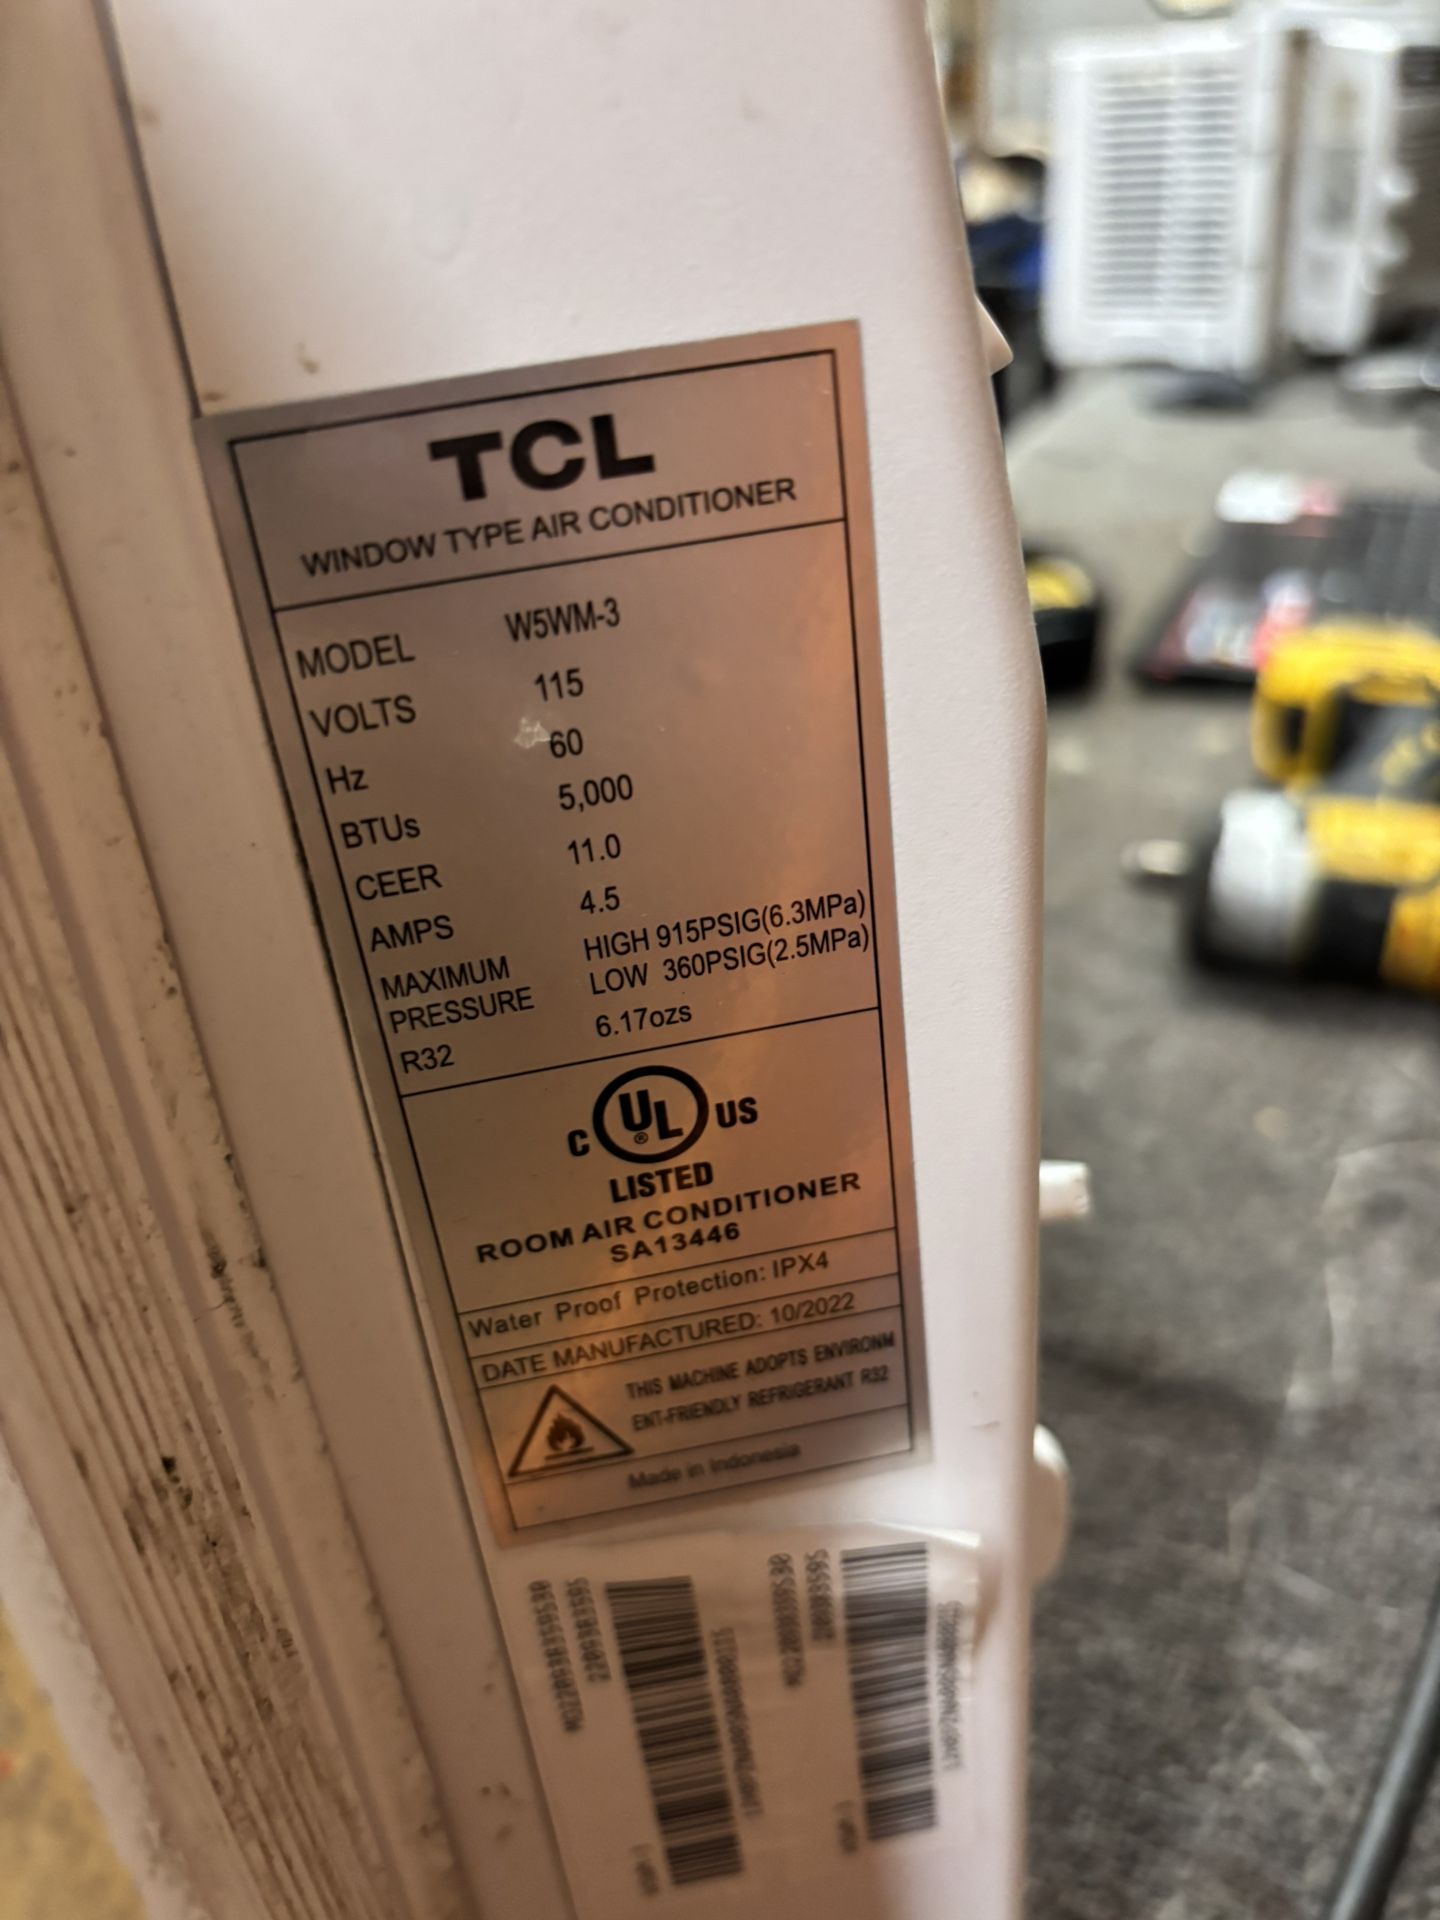 TCL
WINDOW TYPE AIR CONDITIONER
MODEL W5WM-3
VOLTS 115
Hz 60
BTUs 5,000
CEER 11.0
AMPS 4.5
MAXIMUM HIGH 915PSIG(6.3MPa)
PRESSURE LOW 360PSIG(2.5MPa)
R32 6.17ozs
C UL ® US
LISTED
ROOM AIR CONDITIONER
SA13446
Water Proof Protection: IPX4
DATE MANUFACTURED: 10/2022
THIS MACHINE ADOPTS ENVIRONM
ENT-FRIENDLY REFRIGERANT R32
Made in Indonesia